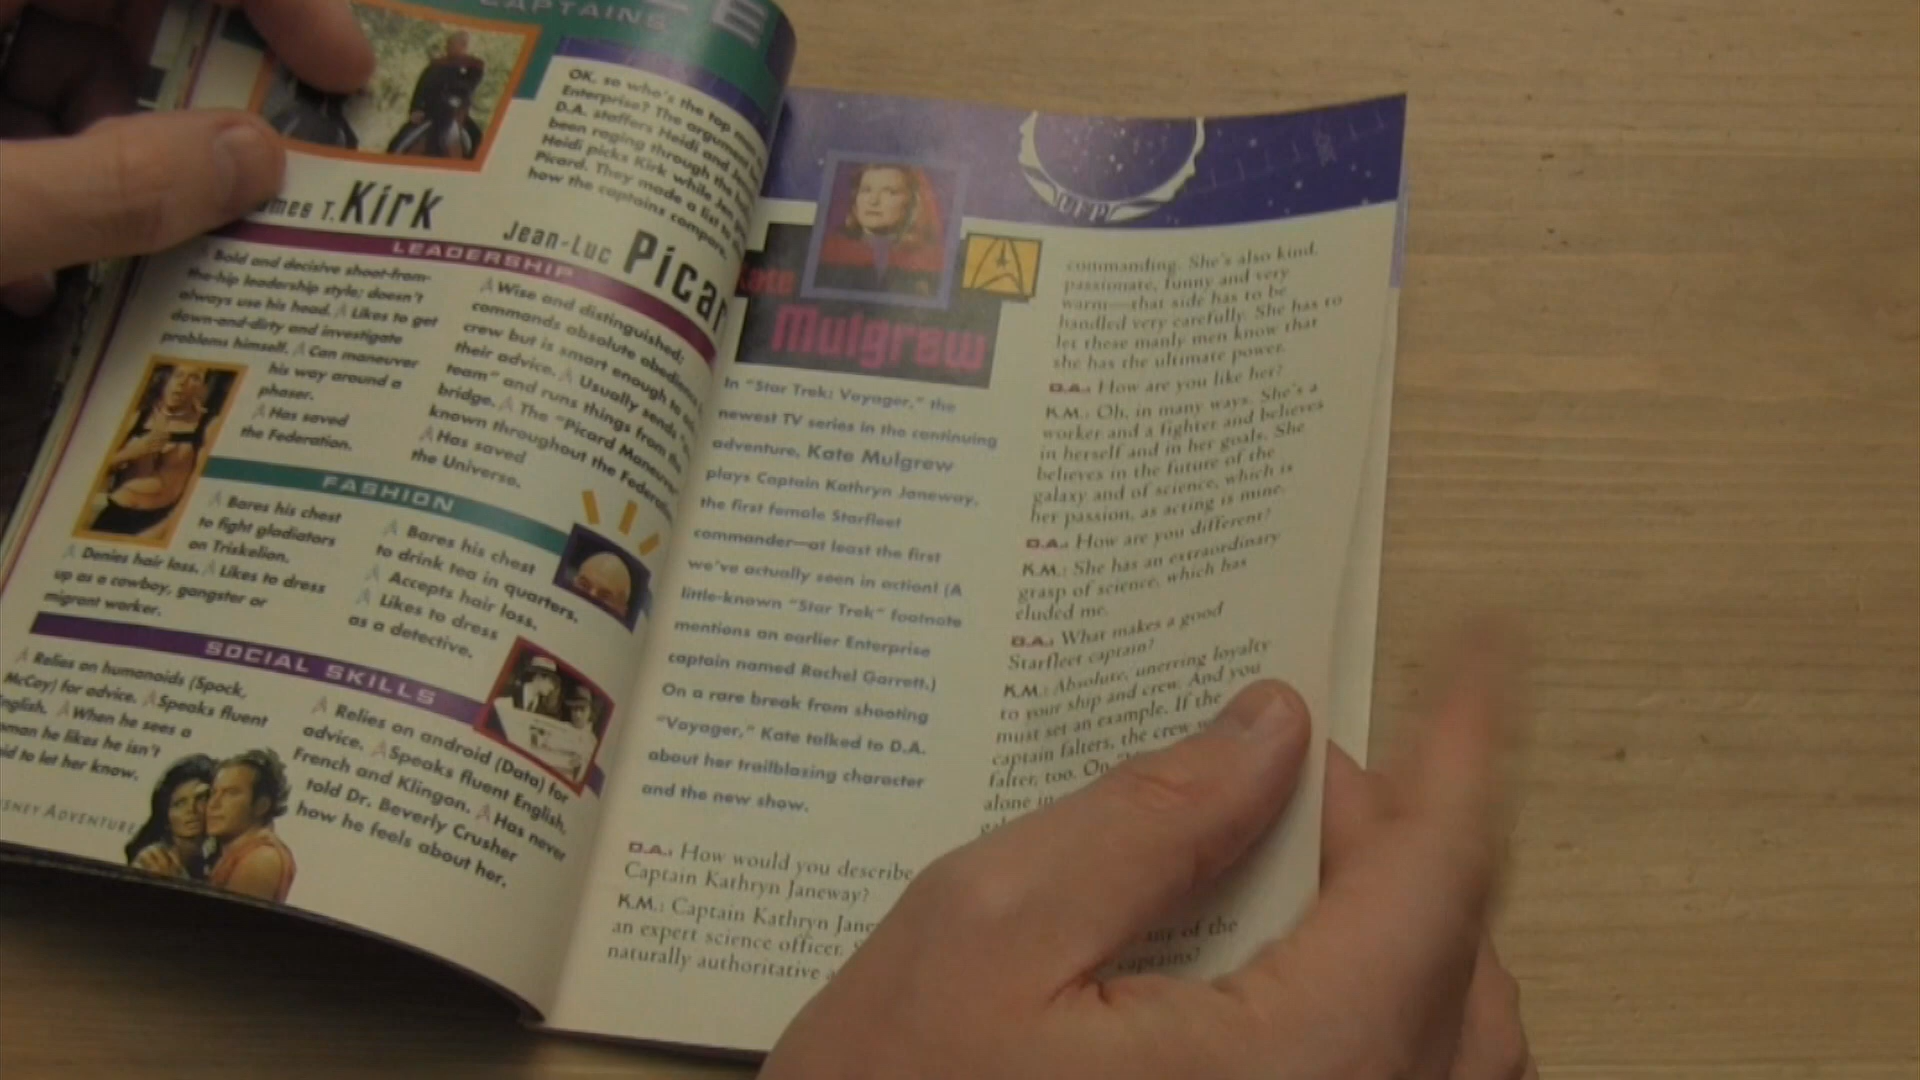 CAPTAINS
OK, so who's the top
Enterprise? The argument
D.A. staffers Heidi and
been raging through the
Heidi picks Kirk while Jen
Picard. They made a list
how the captains compare.
T. Kirk
Jean-Luc Picar
LEADERSHIP
Bold and decisive shoot-from-
the-hip leadership style; doesn't
always use his head. Likes to get
down-and-dirty and investigate
problems himself. Can maneuver
his way around a
phaser.
Has saved
the Federation.
Wise and distinguished;
commands absolute
crew but is smart enough to
their advice. Usually sends
team" and runs things from the
bridge. The "Picard Maneuver
known throughout the
Has saved
the Universe.
FASHION
Bares his chest
to fight gladiators
on Triskelion.
Denies hair loss. Likes to dress
up as a cowboy, gangster or
migrant worker.
Bares his chest
to drink tea in quarters.
Accepts hair loss.
Likes to dress
as a detective.
SOCIAL SKILLS
Relies on humanoids (Spock,
McCoy) for advice. Speaks fluent
When he sees a
he likes he isn't
to let her know.
Relies on android (Data) for
advice. Speaks fluent English,
French and Klingon. Has never
told Dr. Beverly Crusher
how he feels about her.
ADVENTURE
UFP
Kate
Mulgrew
In "Star Trek: Voyager," the
newest TV series in the continuing
adventure, Kate Mulgrew
plays Captain Kathryn Janeway,
the first female Starfleet
commander—at least the first
we've actually seen in action! (A
little-known "Star Trek" footnote
mentions an earlier Enterprise
captain named Rachel Garrett.)
On a rare break from shooting
"Voyager," Kate talked to D.A.
about her trailblazing character
and the new show.
D.A.: How would you describe
Captain Kathryn Janeway?
K.M.: Captain Kathryn
an expert science officer.
naturally authoritative
commanding. She's also kind,
passionate, funny and very
warm—that side has to be
handled very carefully. She has to
let these manly men know that
she has the ultimate power.
D.A.: How are you like her?
K.M.: Oh, in many ways. She's a
worker and a fighter and believes
in herself and in her goals. She
believes in the future of the
galaxy and of science, which is
her passion, as acting is mine.
D.A.: How are you different?
K.M.: She has an extraordinary
grasp of science, which has
eluded me.
D.A.: What makes a good
Starfleet captain?
K.M.: Absolute, unerring loyalty
to your ship and crew. And you
must set an example. If the
captain falters, the crew
falter, too. On
alone in
any of the
captains?